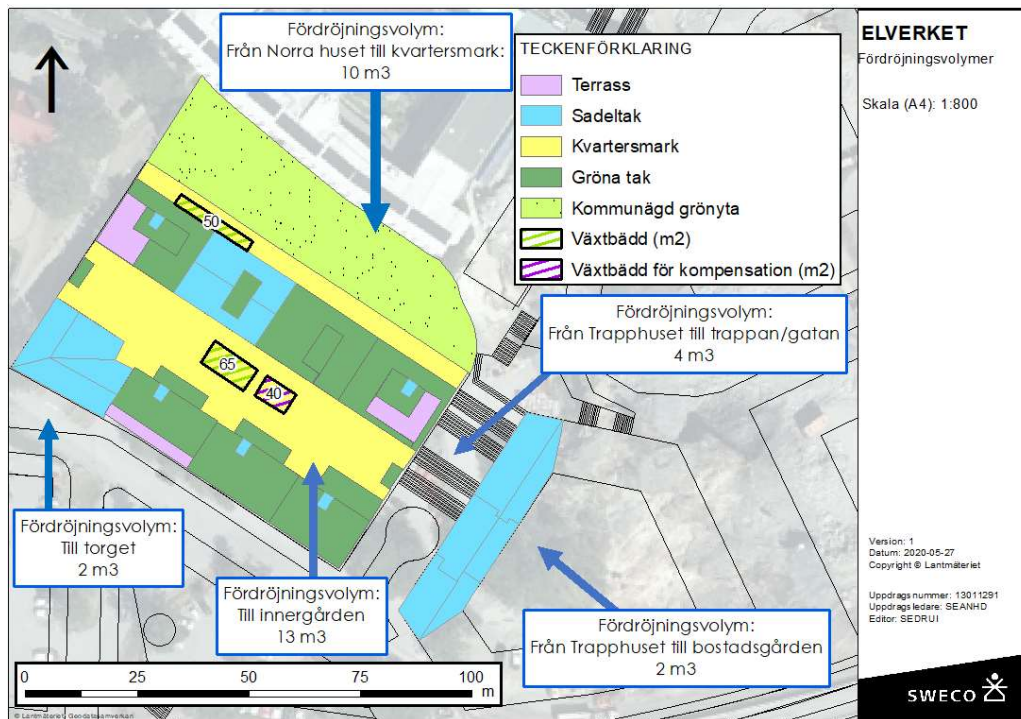 Fördröjningsvolym:
Från Norra huset till kvartersmark:
10 m3
TECKENFÖRKLARING
Terrass
Sadeltak
Kvartersmark
Gröna tak
Kommunägd grönyta
Växtbädd (m2)
Växtbädd för kompensation (m2)
ELVERKET
Fördröjningsvolymer
Skala (A4): 1:800
50
65
40
Fördröjningsvolym:
Från Trapphuset till trappan/gatan
4 m3
Fördröjningsvolym:
Till torget
2 m3
Fördröjningsvolym:
Till innergården
13 m3
Fördröjningsvolym:
Från Trapphuset till bostadsgården
2 m3
0 25 50 75 100
m
© Lantmäteriet, Geodatasamverkan
Version: 1
Datum: 2020-05-27
Copyright © Lantmäteriet
Uppdragsnummer: 13011291
Uppdragsledare: SEANHD
Editor: SEDRUI
SWECO